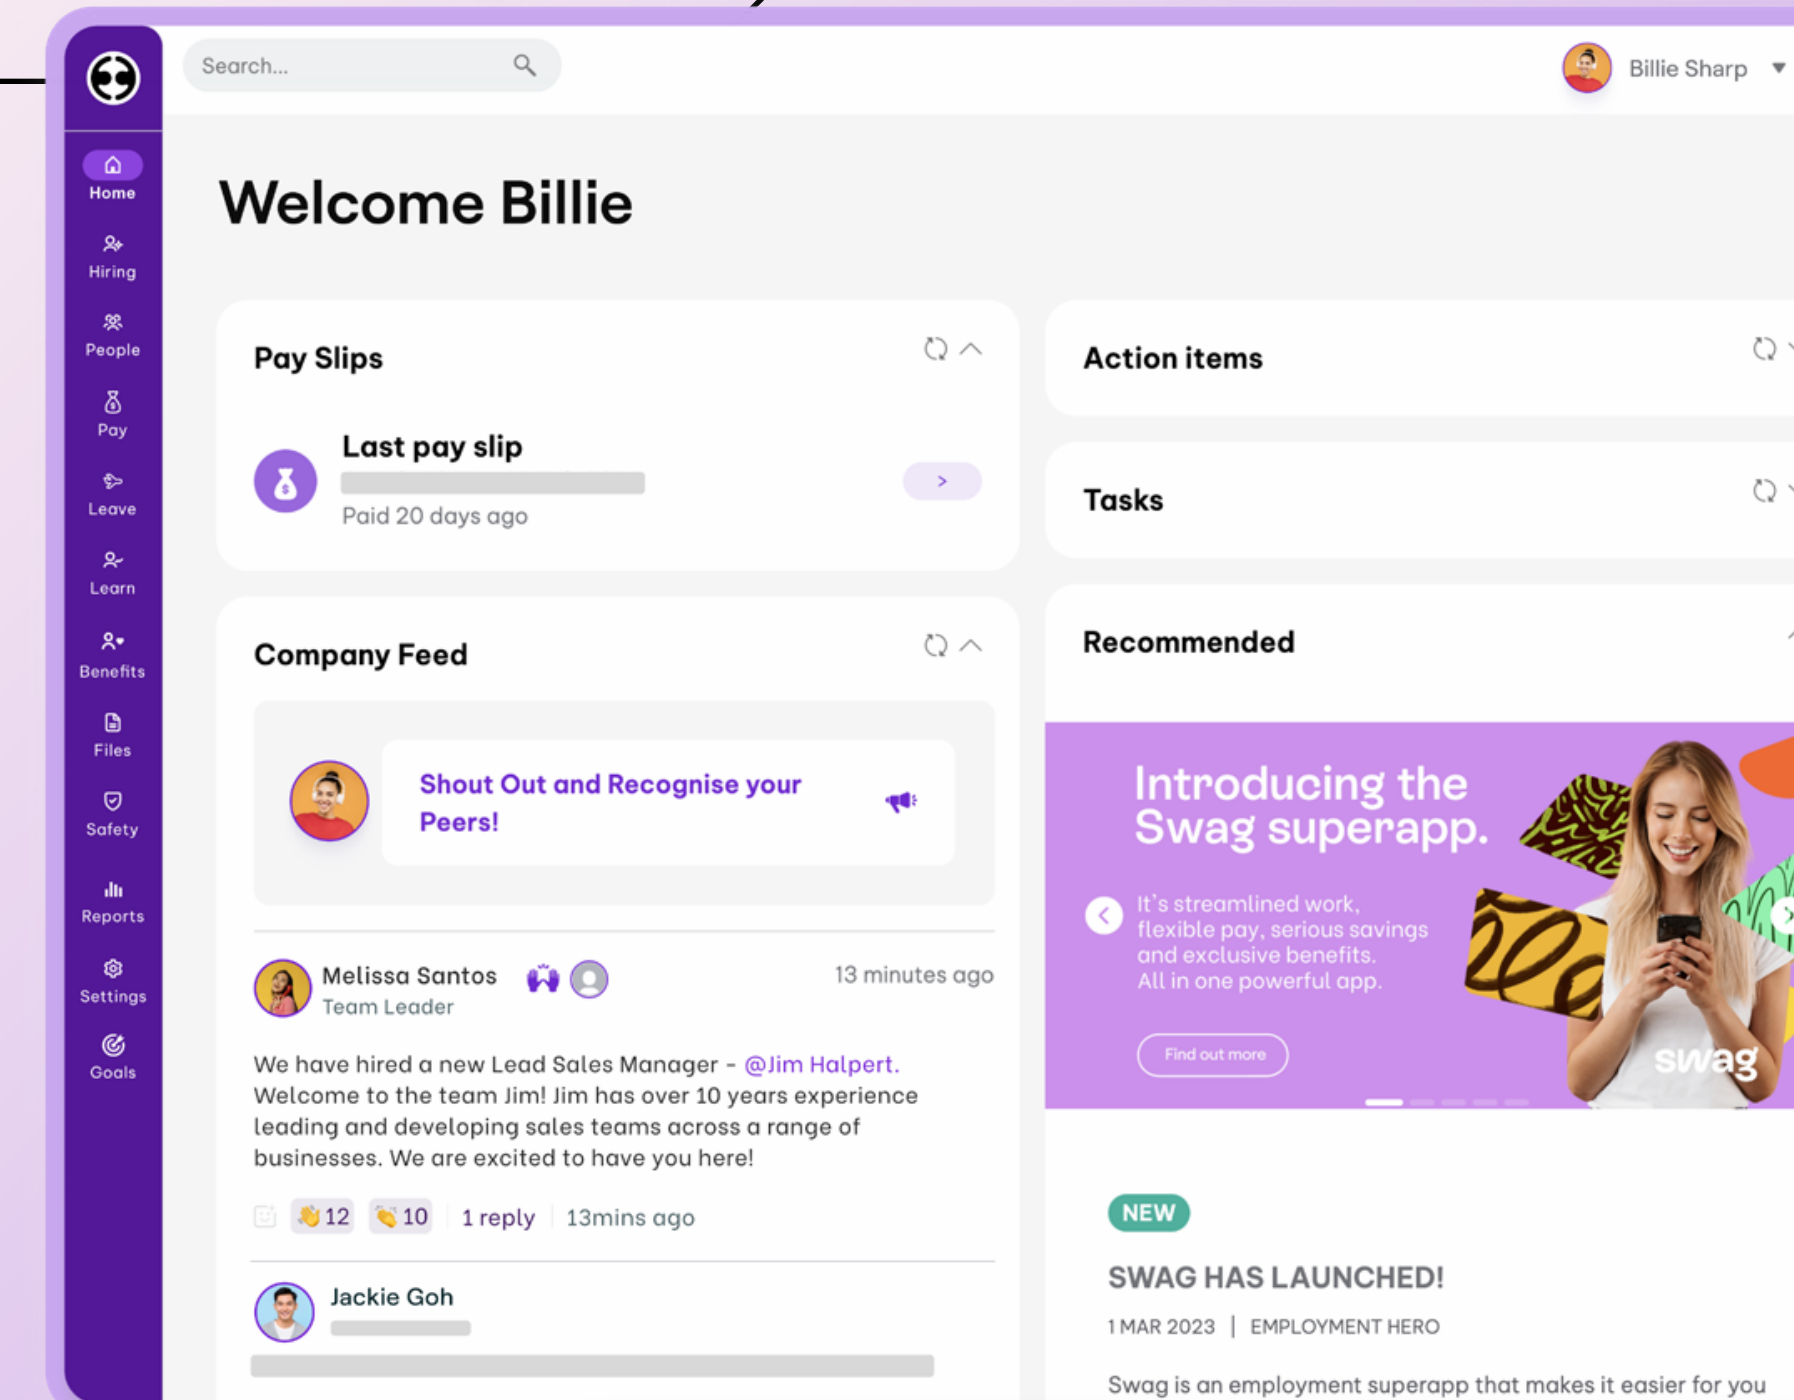 Search...
Billie Sharp
Home
Hiring
People
Pay
Leave
Learn
Benefits
Files
Safety
Reports
Settings
Goals
Welcome Billie
Pay Slips
Last pay slip
Paid 20 days ago
>
Company Feed
Shout Out and Recognise your
Peers!
Melissa Santos
Team Leader
13 minutes ago
We have hired a new Lead Sales Manager - @Jim Halpert.
Welcome to the team Jim! Jim has over 10 years experience
leading and developing sales teams across a range of
businesses. We are excited to have you here!
👋 12 👏 10 1 reply 13mins ago
Jackie Goh
Action items
Tasks
Recommended
Introducing the
Swag superapp.
It's streamlined work,
flexible pay, serious savings
and exclusive benefits.
All in one powerful app.
Find out more
swag
NEW
SWAG HAS LAUNCHED!
1 MAR 2023 | EMPLOYMENT HERO
Swag is an employment superapp that makes it easier for you